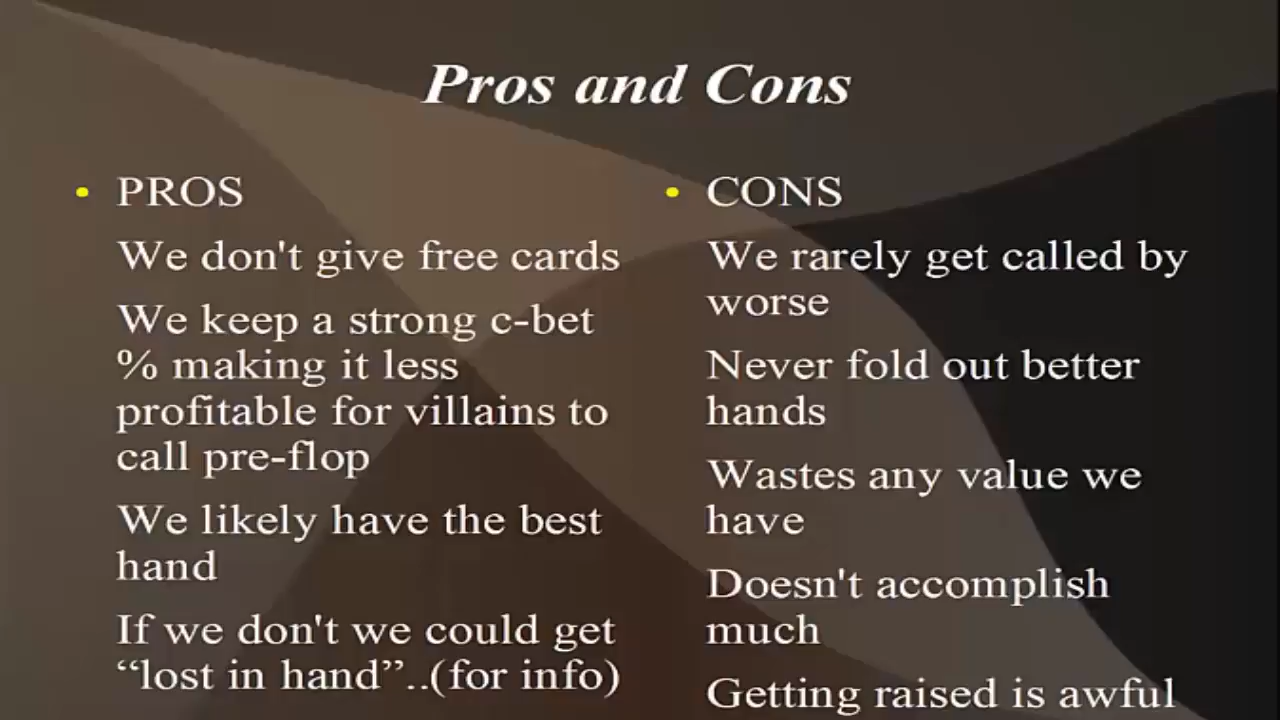 Pros and Cons
• PROS
We don't give free cards
We keep a strong c-bet
% making it less
profitable for villains to
call pre-flop
We likely have the best
hand
If we don't we could get
“lost in hand”..(for info)
• CONS
We rarely get called by
worse
Never fold out better
hands
Wastes any value we
have
Doesn't accomplish
much
Getting raised is awful